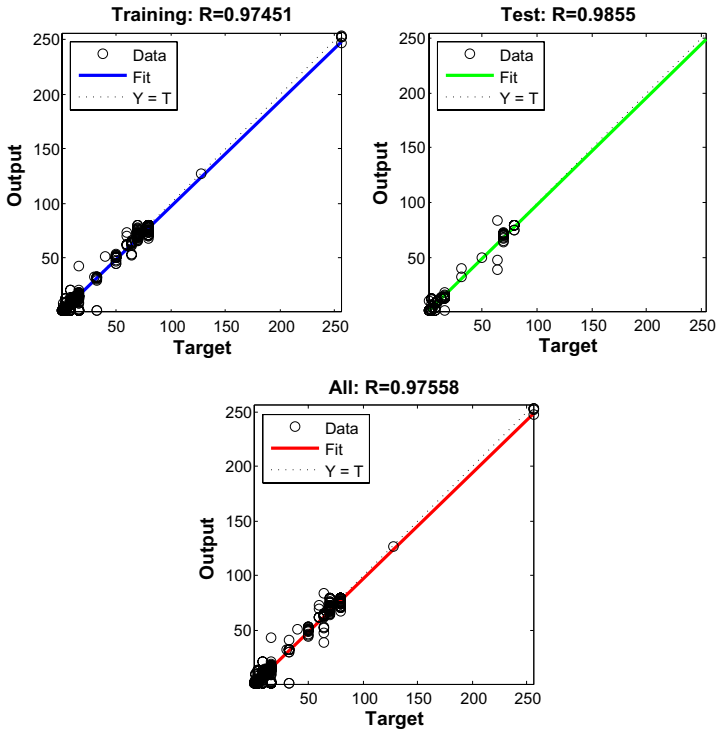 Training: R=0.97451
250
200
150
100
50
Output
Data
Fit
Y = T
50 100 150 200 250
Target
Test: R=0.9855
250
200
150
100
50
Output
Data
Fit
Y = T
50 100 150 200 250
Target
All: R=0.97558
250
200
150
100
50
Output
Data
Fit
Y = T
50 100 150 200 250
Target